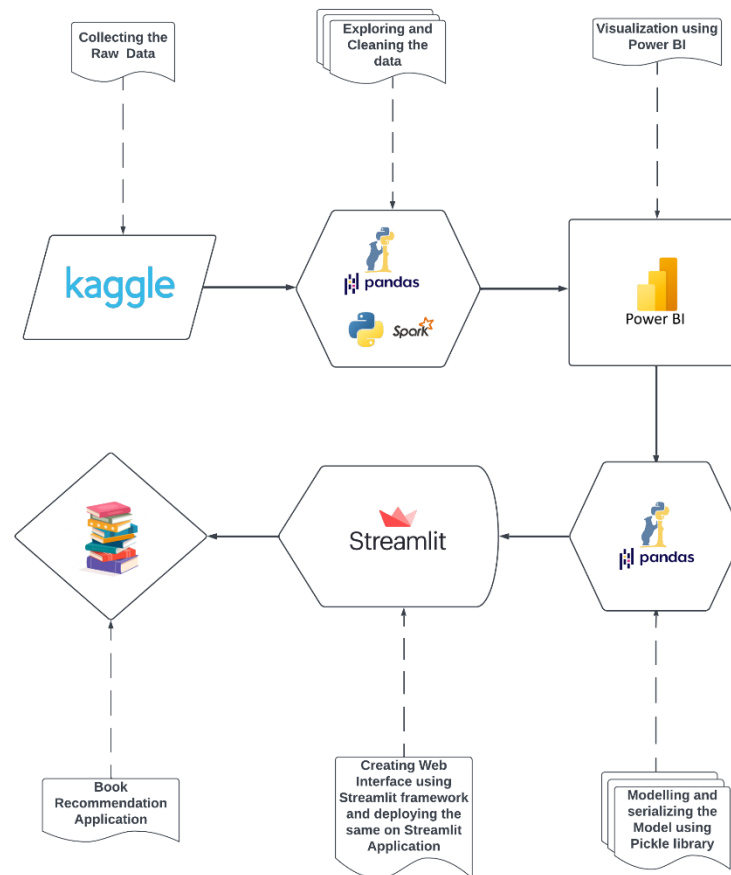 Collecting the
Raw Data
Exploring and
Cleaning the
data
Visualization using
Power BI
kaggle
pandas
Spark
Power BI
Streamlit
pandas
Book
Recommendation
Application
Creating Web
Interface using
Streamlit framework
and deploying the
same on Streamlit
Application
Modelling and
serializing the
Model using
Pickle library